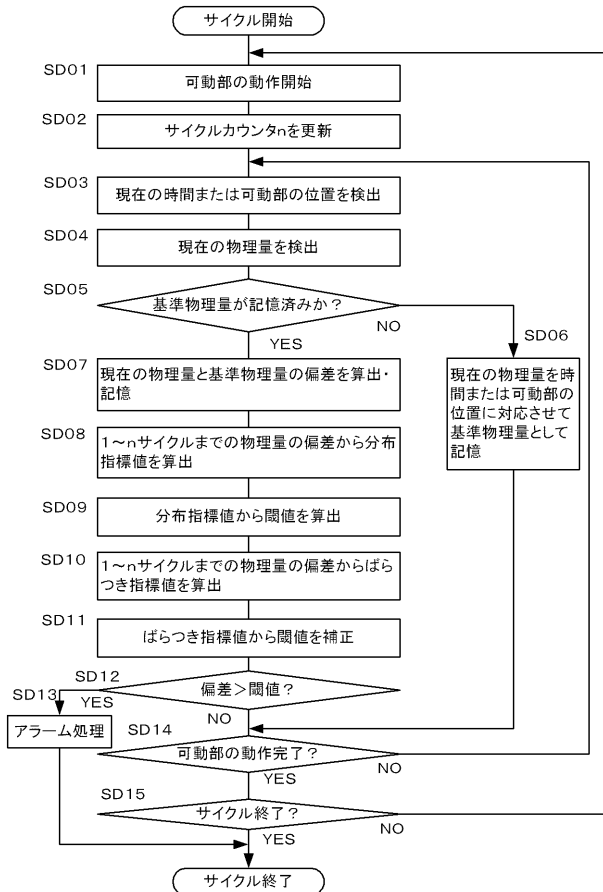 サイクル開始
SD01
可動部の動作開始
SD02
サイクルカウンタnを更新
SD03
現在の時間または可動部の位置を検出
SD04
現在の物理量を検出
SD05
基準物理量が記憶済みか？
NO
YES
SD06
現在の物理量を時
間または可動部の
位置に対応させて
基準物理量として
記憶
SD07
現在の物理量と基準物理量の偏差を算出・
記憶
SD08
1～nサイクルまでの物理量の偏差から分布
指標値を算出
SD09
分布指標値から閾値を算出
SD10
1～nサイクルまでの物理量の偏差からばら
つき指標値を算出
SD11
ばらつき指標値から閾値を補正
SD12
偏差＞閾値？
YES
NO
SD13
アラーム処理
SD14
可動部の動作完了？
YES
NO
SD15
サイクル終了？
YES
NO
サイクル終了